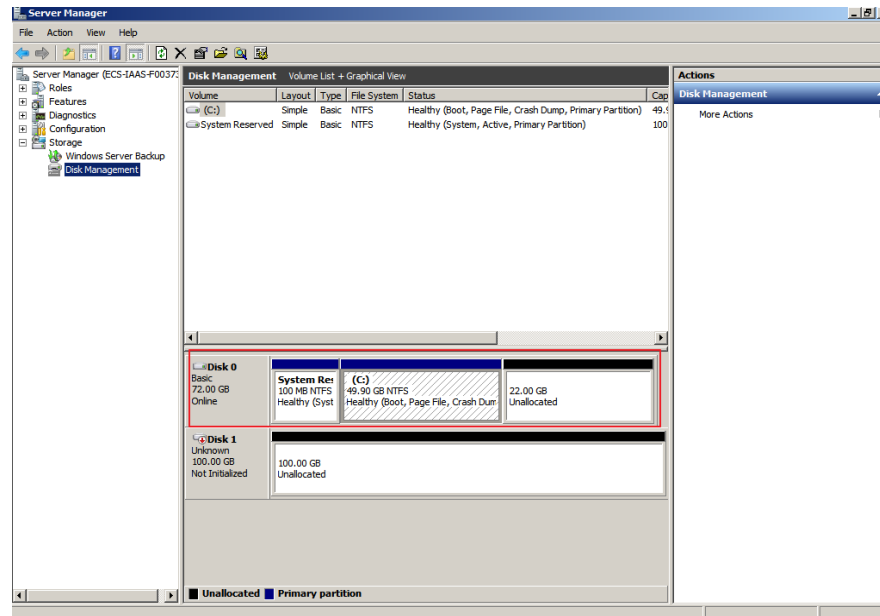 Server Manager
File Action View Help
Server Manager (ECS-IAAS-F0037:
Roles
Features
Diagnostics
Configuration
Storage
Windows Server Backup
Disk Management
Disk Management Volume List + Graphical View
Volume Layout Type File System Status Cap
(C:) Simple Basic NTFS Healthy (Boot, Page File, Crash Dump, Primary Partition) 49.9
System Reserved Simple Basic NTFS Healthy (System, Active, Primary Partition) 100
Disk 0
Basic
72.00 GB
Online
System Res
100 MB NTFS
Healthy (Syst
(C:)
49.90 GB NTFS
Healthy (Boot, Page File, Crash Dum
22.00 GB
Unallocated
Disk 1
Unknown
100.00 GB
Not Initialized
100.00 GB
Unallocated
Unallocated Primary partition
Actions
Disk Management
More Actions